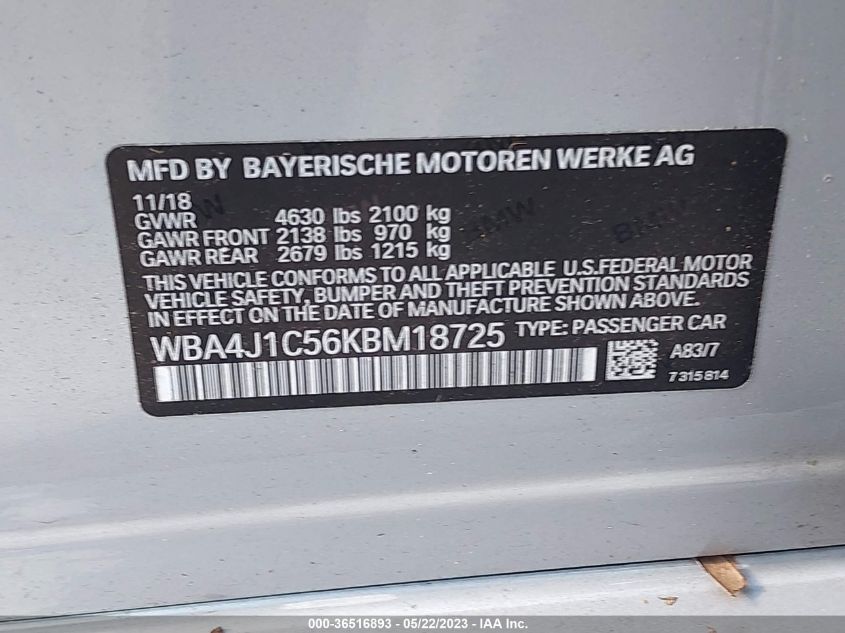 MFD BY BAYERISCHE MOTOREN WERKE AG
11/18
GVWR 4630 lbs 2100 kg
GAWR FRONT 2138 lbs 970 kg
GAWR REAR 2679 lbs 1215 kg
THIS VEHICLE CONFORMS TO ALL APPLICABLE U.S.FEDERAL MOTOR
VEHICLE SAFETY, BUMPER AND THEFT PREVENTION STANDARDS
IN EFFECT ON THE DATE OF MANUFACTURE SHOWN ABOVE.
WBA4J1C56KBM18725 TYPE: PASSENGER CAR
A83/7
7315814
000-36516893 - 05/22/2023 - IAA Inc.